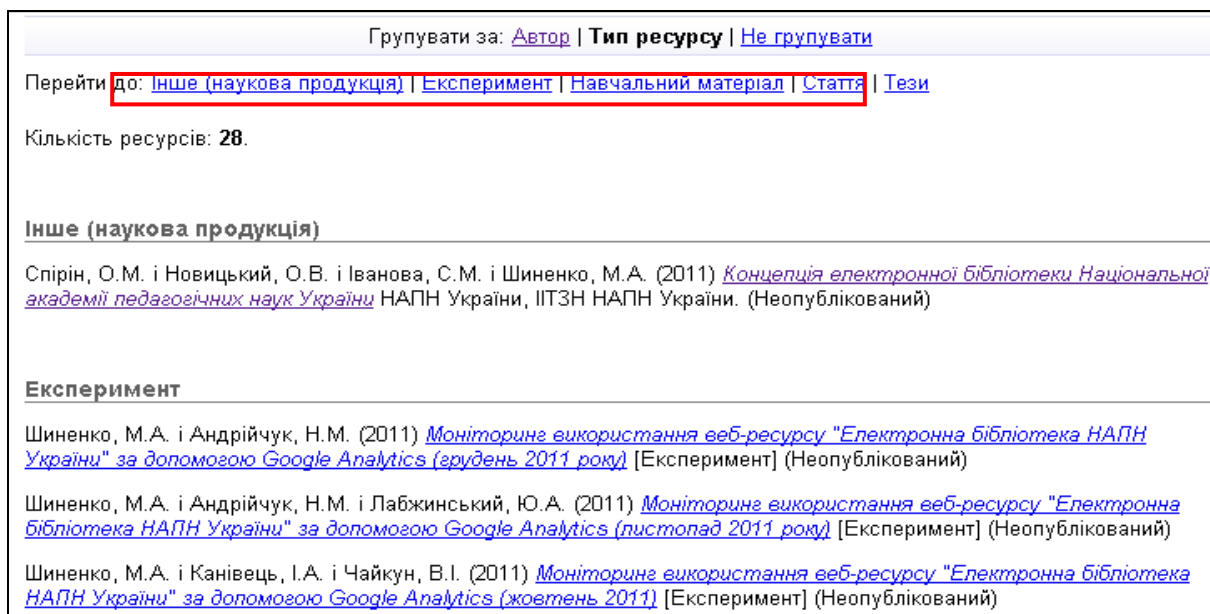 Групувати за: Автор | Тип ресурсу | Не групувати
Перейти до: Інше (наукова продукція) | Експеримент | Навчальний матеріал | Стаття | Тези
Кількість ресурсів: 28.
Інше (наукова продукція)
Спірін, О.М. і Новицький, О.В. і Іванова, С.М. і Шиненко, М.А. (2011) Концепція електронної бібліотеки Національної
академії педагогічних наук України НАПН України, ІІТЗН НАПН України. (Неопублікований)
Експеримент
Шиненко, М.А. і Андрійчук, Н.М. (2011) Моніторинг використання веб-ресурсу "Електронна бібліотека НАПН
України" за допомогою Google Analytics (грудень 2011 року) [Експеримент] (Неопублікований)
Шиненко, М.А. і Андрійчук, Н.М. і Лабжинський, Ю.А. (2011) Моніторинг використання веб-ресурсу "Електронна
бібліотека НАПН України" за допомогою Google Analytics (листопад 2011 року) [Експеримент] (Неопублікований)
Шиненко, М.А. і Канівець, І.А. і Чайкун, В.І. (2011) Моніторинг використання веб-ресурсу "Електронна бібліотека
НАПН України" за допомогою Google Analytics (жовтень 2011) [Експеримент] (Неопублікований)